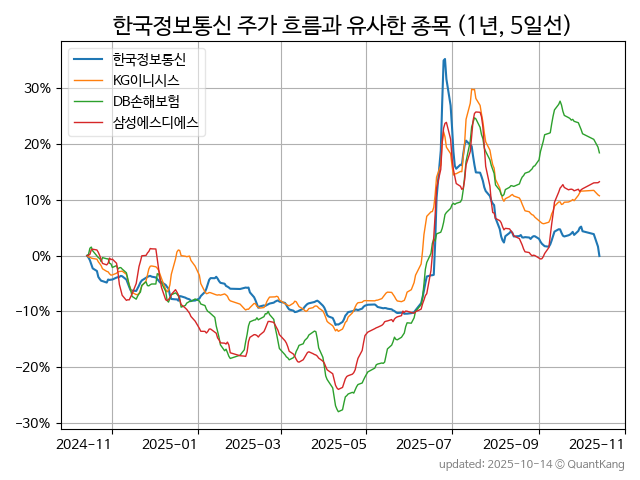 한국정보통신 주가 흐름과 유사한 종목 (1년, 5일선)
한국정보통신
KG이니시스
DB손해보험
삼성에스디에스
30%
20%
10%
0%
−10%
−20%
−30%
2024-11 2025-01 2025-03 2025-05 2025-07 2025-09 2025-11
updated: 2025-10-14 © QuantKang